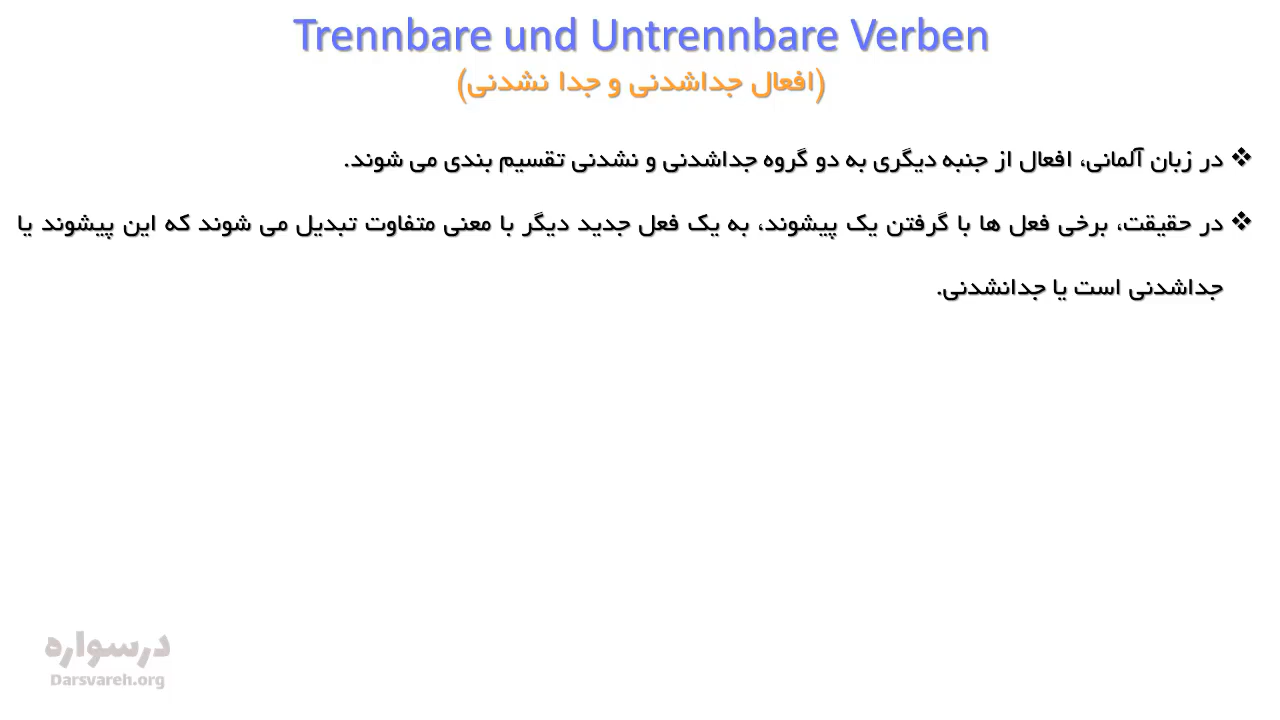 Trennbare und Untrennbare Verben
(افعال جداشدنی و جدا نشدنی)
❖ در زبان آلمانی، افعال از جنبه دیگری به دو گروه جداشدنی و نشدنی تقسیم بندی می شوند.
❖ در حقیقت، برخی فعل ها با گرفتن یک پیشوند، به یک فعل جدید دیگر با معنی متفاوت تبدیل می شوند که این پیشوند یا
جداشدنی است یا جدانشدنی.
درسواره
Darsvareh.org